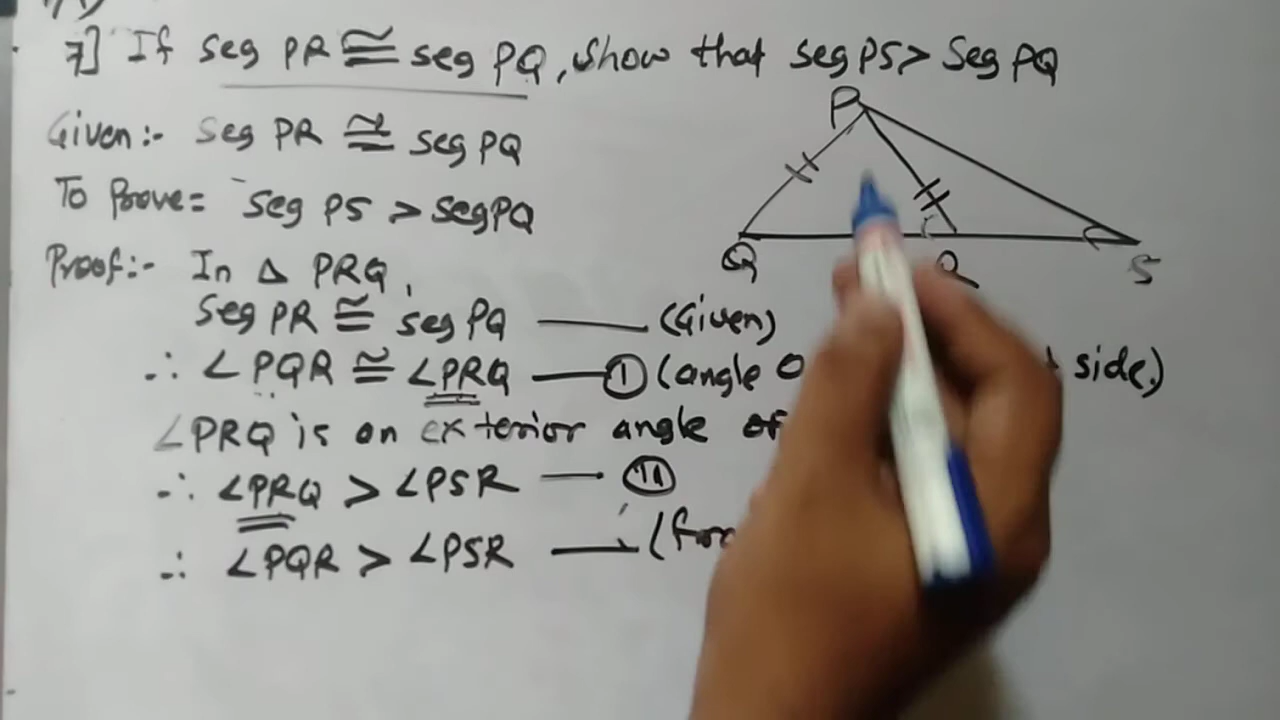 7] If seg PR ≅ seg PQ, show that seg PS > Seg PQ
Given:- seg PR ≅ seg PQ
To Prove= seg PS > seg PQ
Proof:- In Δ PRQ,
seg PR ≅ seg PQ — (Given)
∴ ∠PQR ≅ ∠PRQ — ① (angle side.)
∠PRQ is an exterior angle of
∴ ∠PRQ > ∠PSR — ⑪
∴ ∠PQR > ∠PSR —
P
Q
R
S